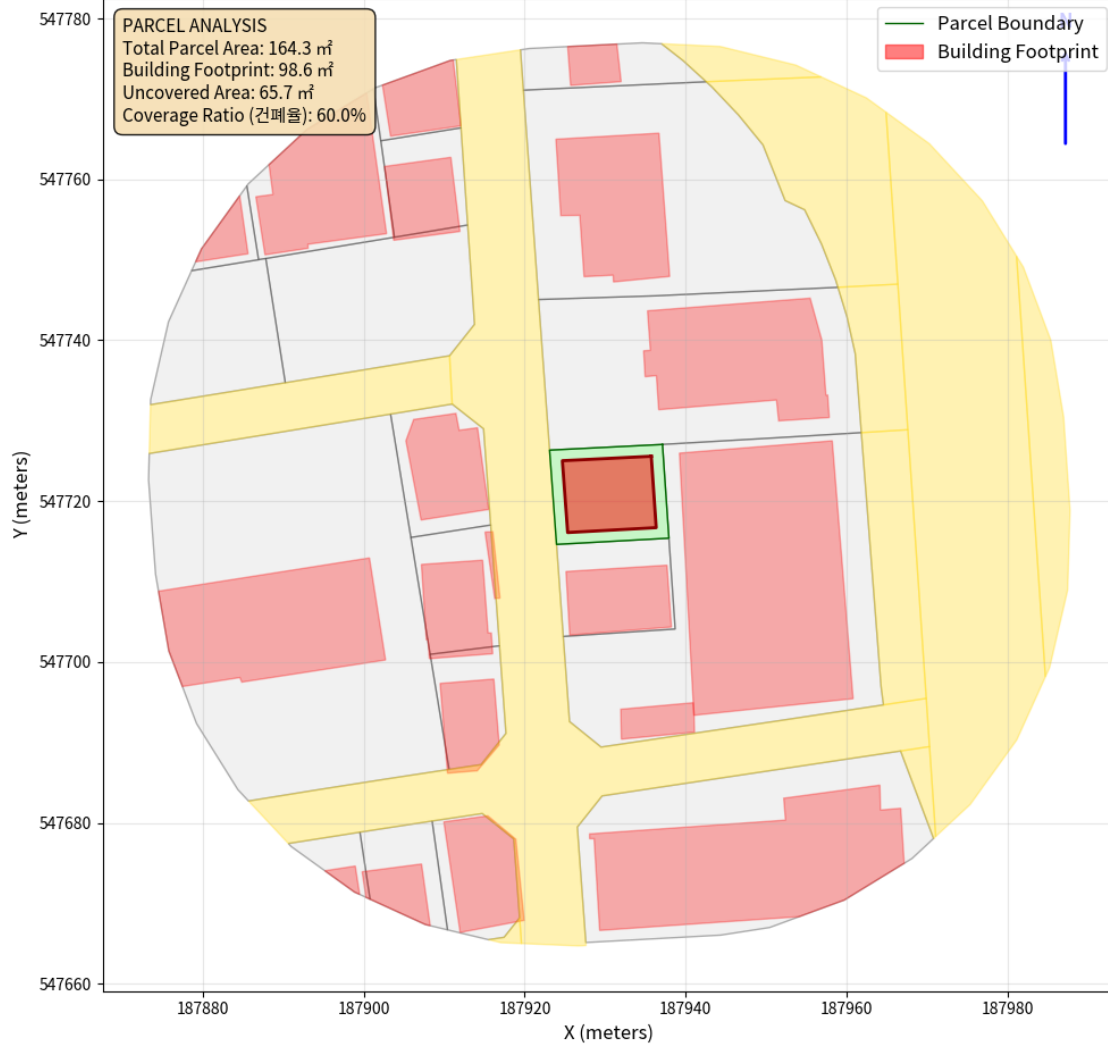 PARCEL ANALYSIS
Total Parcel Area: 164.3 ㎡
Building Footprint: 98.6 ㎡
Uncovered Area: 65.7 ㎡
Coverage Ratio (건폐율): 60.0%
Parcel Boundary
Building Footprint
N
547780
547760
547740
547720
547700
547680
547660
Y (meters)
187880
187900
187920
187940
187960
187980
X (meters)